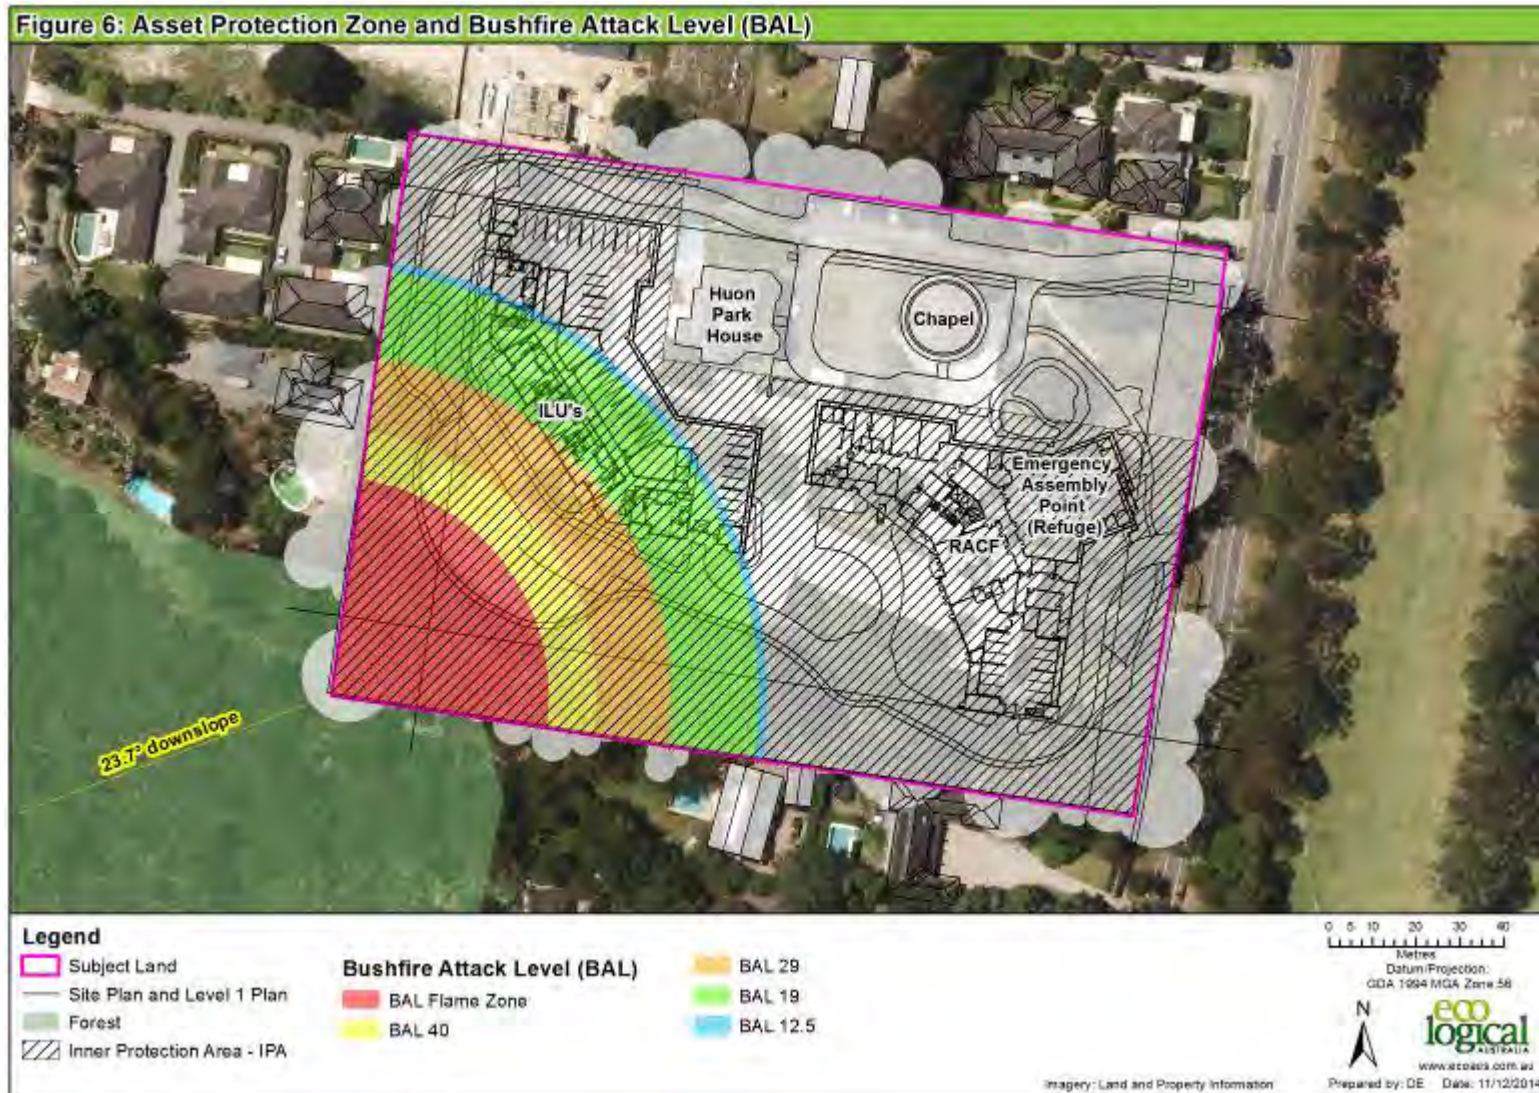 Figure 6: Asset Protection Zone and Bushfire Attack Level (BAL)
Huon
Park
House
Chapel
ILU's
Emergency
Assembly
Point
(Refuge)
RACF
23.7° downslope
Legend
Subject Land
Site Plan and Level 1 Plan
Forest
Inner Protection Area - IPA
Bushfire Attack Level (BAL)
BAL Flame Zone
BAL 40
BAL 29
BAL 19
BAL 12.5
0 5 10 20 30 40
Metres
Datum/Projection:
GDA 1994 MGA Zone 56
N
eco
logical
AUSTRALIA
www.ecoaus.com.au
Imagery: Land and Property Information
Prepared by: DE Date: 11/12/2014